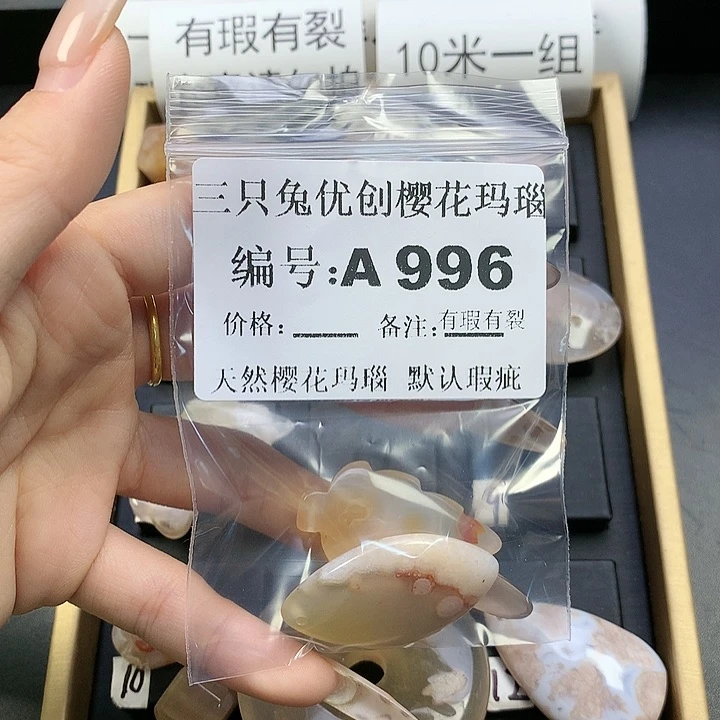 有瑕有裂
10米一组
三只兔优创樱花玛瑙
编号:A 996
价格: 备注:有瑕有裂
天然樱花玛瑙 默认瑕疵
10